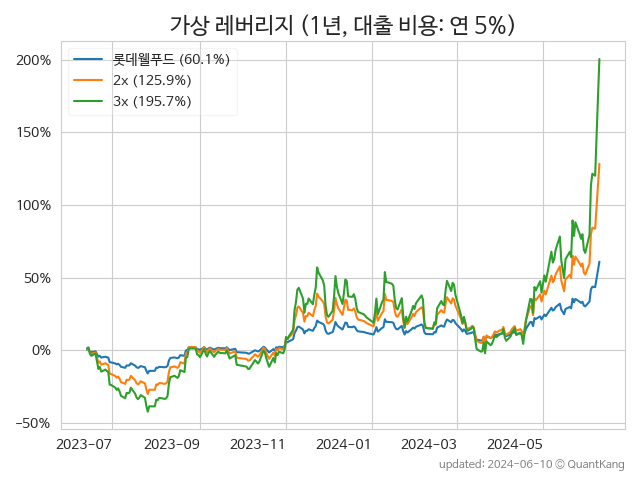 가상 레버리지 (1년, 대출 비용: 연 5%)
200%
150%
100%
50%
0%
−50%
롯데웰푸드 (60.1%)
2x (125.9%)
3x (195.7%)
2023-07
2023-09
2023-11
2024-01
2024-03
2024-05
updated: 2024-06-10 © QuantKang